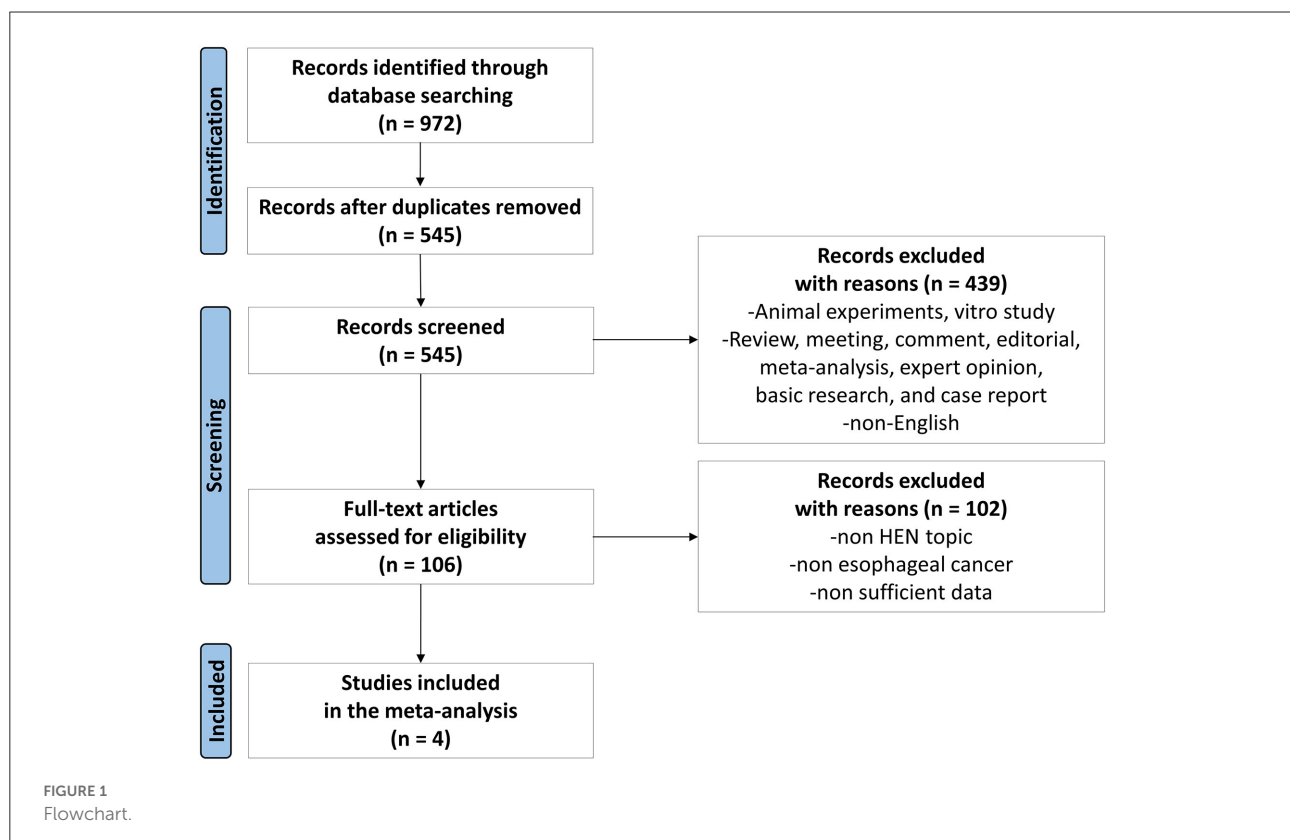 Identification
Records identified through
database searching
(n = 972)
Records after duplicates removed
(n = 545)
Screening
Records screened
(n = 545)
Records excluded
with reasons (n = 439)
-Animal experiments, vitro study
-Review, meeting, comment, editorial,
meta-analysis, expert opinion,
basic research, and case report
-non-English
Full-text articles
assessed for eligibility
(n = 106)
Records excluded
with reasons (n = 102)
-non HEN topic
-non esophageal cancer
-non sufficient data
Included
Studies included
in the meta-analysis
(n = 4)
FIGURE 1
Flowchart.